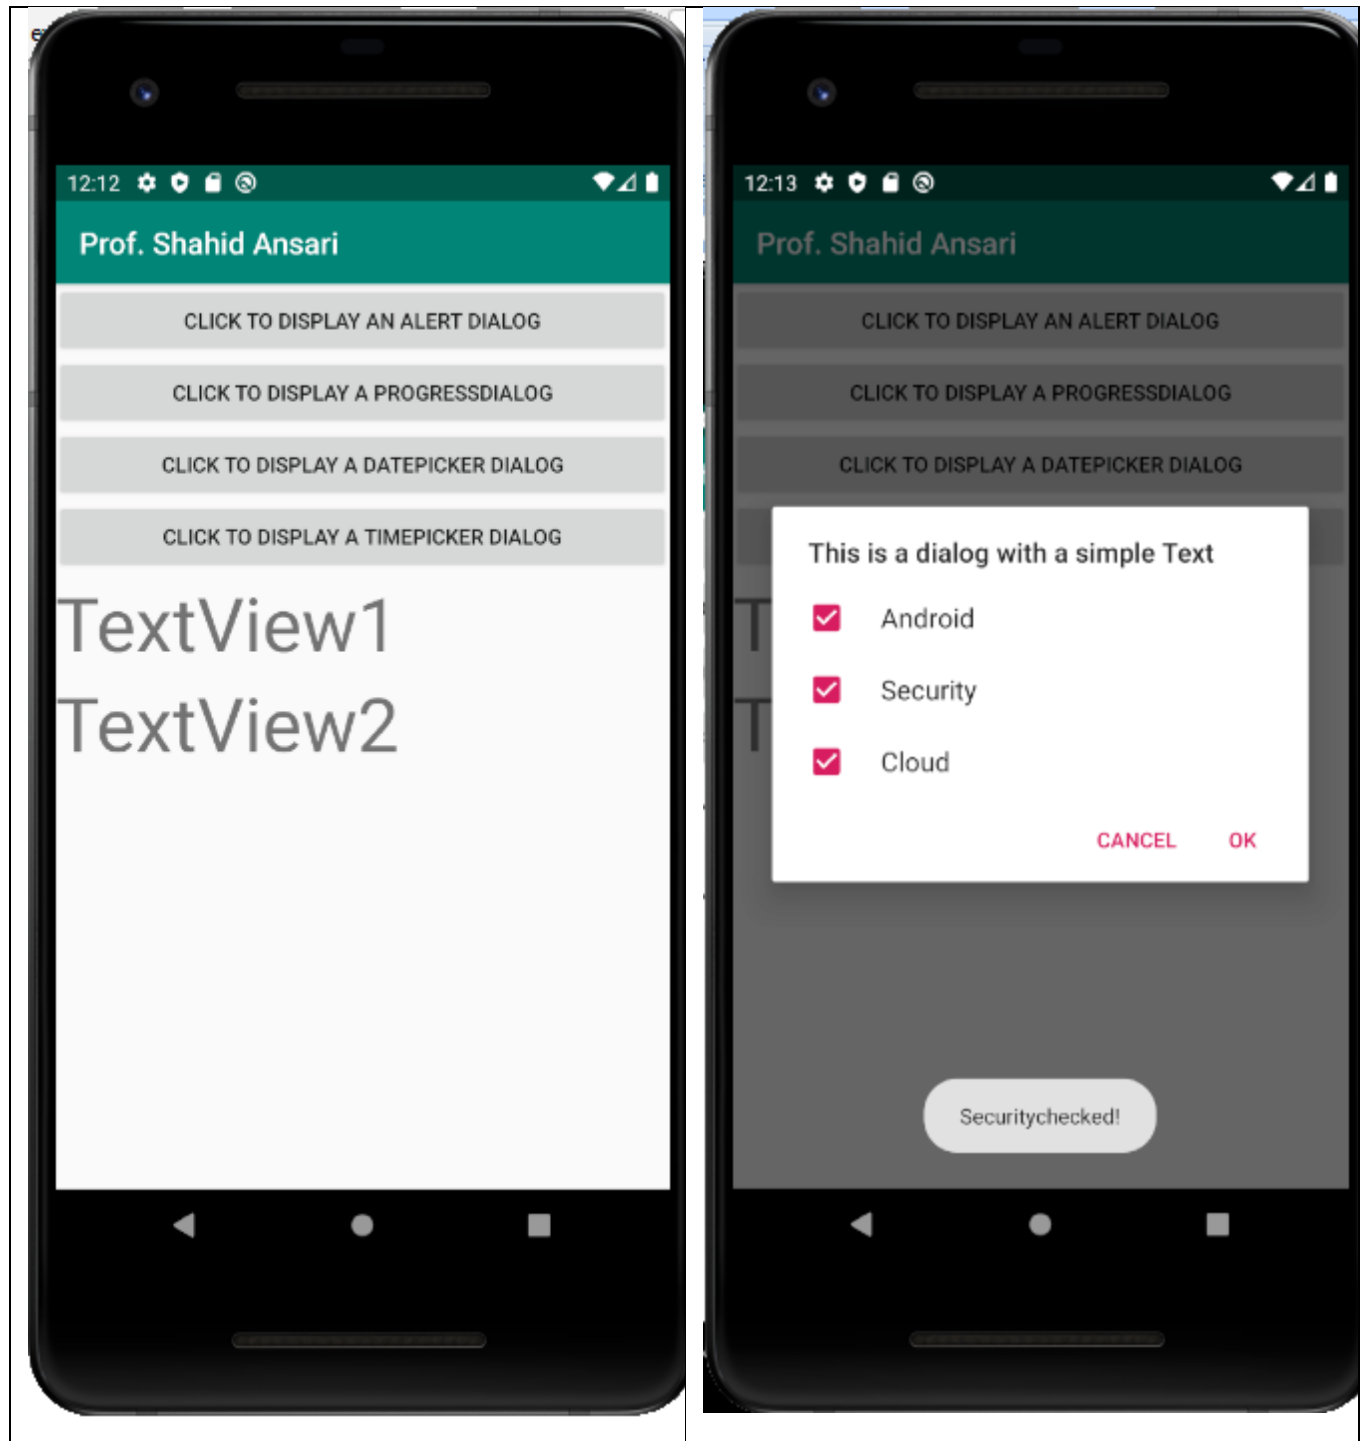 12:12
Prof. Shahid Ansari
CLICK TO DISPLAY AN ALERT DIALOG
CLICK TO DISPLAY A PROGRESSDIALOG
CLICK TO DISPLAY A DATEPICKER DIALOG
CLICK TO DISPLAY A TIMEPICKER DIALOG
TextView1
TextView2
12:13
Prof. Shahid Ansari
CLICK TO DISPLAY AN ALERT DIALOG
CLICK TO DISPLAY A PROGRESSDIALOG
CLICK TO DISPLAY A DATEPICKER DIALOG
This is a dialog with a simple Text
Android
Security
Cloud
CANCEL OK
Securitychecked!